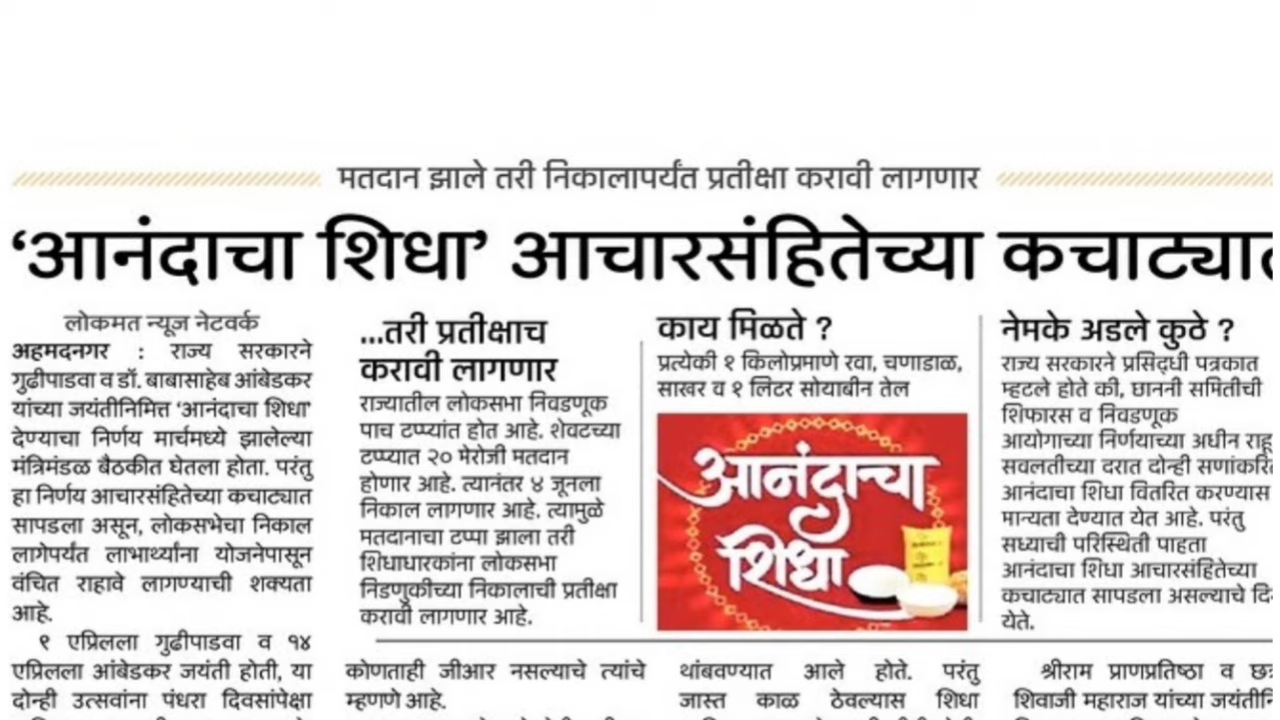 मतदान झाले तरी निकालापर्यंत प्रतीक्षा करावी लागणार
‘आनंदाचा शिधा’ आचारसंहितेच्या
लोकमत न्यूज नेटवर्क
अहमदनगर : राज्य सरकारने
गुढीपाडवा व डॉ. बाबासाहेब आंबेडकर
यांच्या जयंतीनिमित्त ‘आनंदाचा शिधा’
देण्याचा निर्णय मार्चमध्ये झालेल्या
मंत्रिमंडळ बैठकीत घेतला होता. परंतु
हा निर्णय आचारसंहितेच्या कचाट्यात
सापडला असून, लोकसभेचा निकाल
लागेपर्यंत लाभार्थ्यांना योजनेपासून
वंचित राहावे लागण्याची शक्यता
आहे.
९ एप्रिलला गुढीपाडवा व १४
एप्रिलला आंबेडकर जयंती होती, या
दोन्ही उत्सवांना पंधरा दिवसांपेक्षा
...तरी प्रतीक्षाच
करावी लागणार
राज्यातील लोकसभा निवडणूक
पाच टप्प्यांत होत आहे. शेवटच्या
टप्प्यात २० मेरोजी मतदान
होणार आहे. त्यानंतर ४ जूनला
निकाल लागणार आहे. त्यामुळे
मतदानाचा टप्पा झाला तरी
शिधाधारकांना लोकसभा
निडणुकीच्या निकालाची प्रतीक्षा
करावी लागणार आहे.
काय मिळते ?
प्रत्येकी १ किलोप्रमाणे रवा, चणाडाळ,
साखर व १ लिटर सोयाबीन तेल
आनंदाचा
शिधा
नेमके अडले कुठे ?
राज्य सरकारने प्रसिद्धी पत्रकात
म्हटले होते की, छाननी समितीची
शिफारस व निवडणूक
आयोगाच्या निर्णयाच्या अधीन
सवलतीच्या दरात दोन्ही
आनंदाचा शिधा वितरित करण्यास
मान्यता देण्यात येत आहे. परंतु
सध्याची परिस्थिती पाहता
आनंदाचा शिधा आचारसंहितेच्या
कचाट्यात सापडला असल्याचे
येते.
कोणताही जीआर नसल्याचे त्यांचे
म्हणणे आहे.
थांबवण्यात आले होते. परंतु
जास्त काळ ठेवल्यास शिधा
श्रीराम प्राणप्रतिष्ठा व
शिवाजी महाराज यांच्या